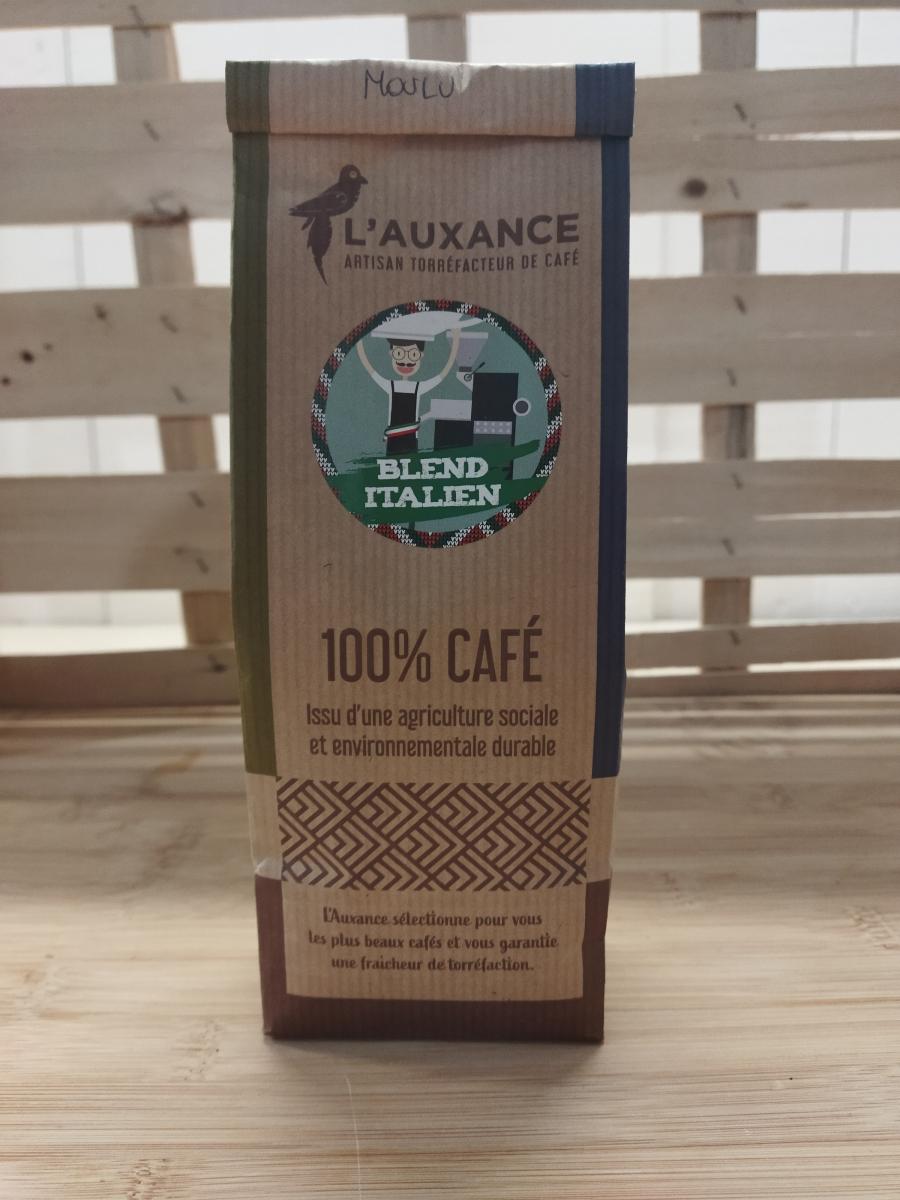 MOULU
L'AUXANCE
ARTISAN TORRÉFACTEUR DE CAFÉ
BLEND
ITALIEN
100% CAFÉ
Issu d'une agriculture sociale
et environnementale durable
L'Auxance sélectionne pour vous
les plus beaux cafés et vous garantie
une fraicheur de torréfaction.